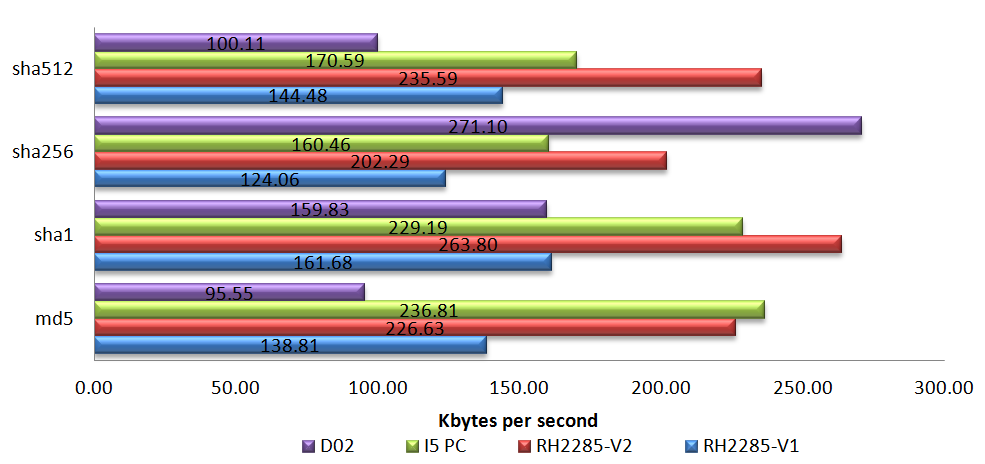 sha512
100.11
170.59
235.59
144.48
sha256
271.10
160.46
202.29
124.06
sha1
159.83
229.19
263.80
161.68
md5
95.55
236.81
226.63
138.81
0.00 50.00 100.00 150.00 200.00 250.00 300.00
Kbytes per second
D02 I5 PC RH2285-V2 RH2285-V1